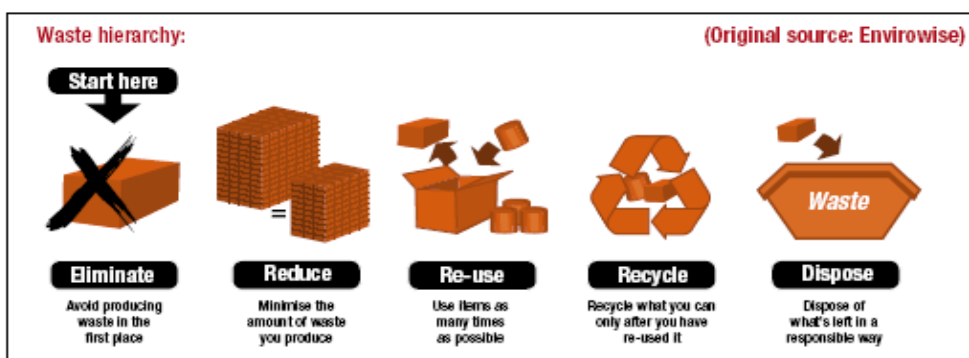 Waste hierarchy:
(Original source: Envirowise)
Start here
=
Waste
Eliminate
Avoid producing
waste in the
first place
Reduce
Minimise the
amount of waste
you produce
Re-use
Use items as
many times
as possible
Recycle
Recycle what you can
only after you have
re-used it
Dispose
Dispose of
what's left in a
responsible way